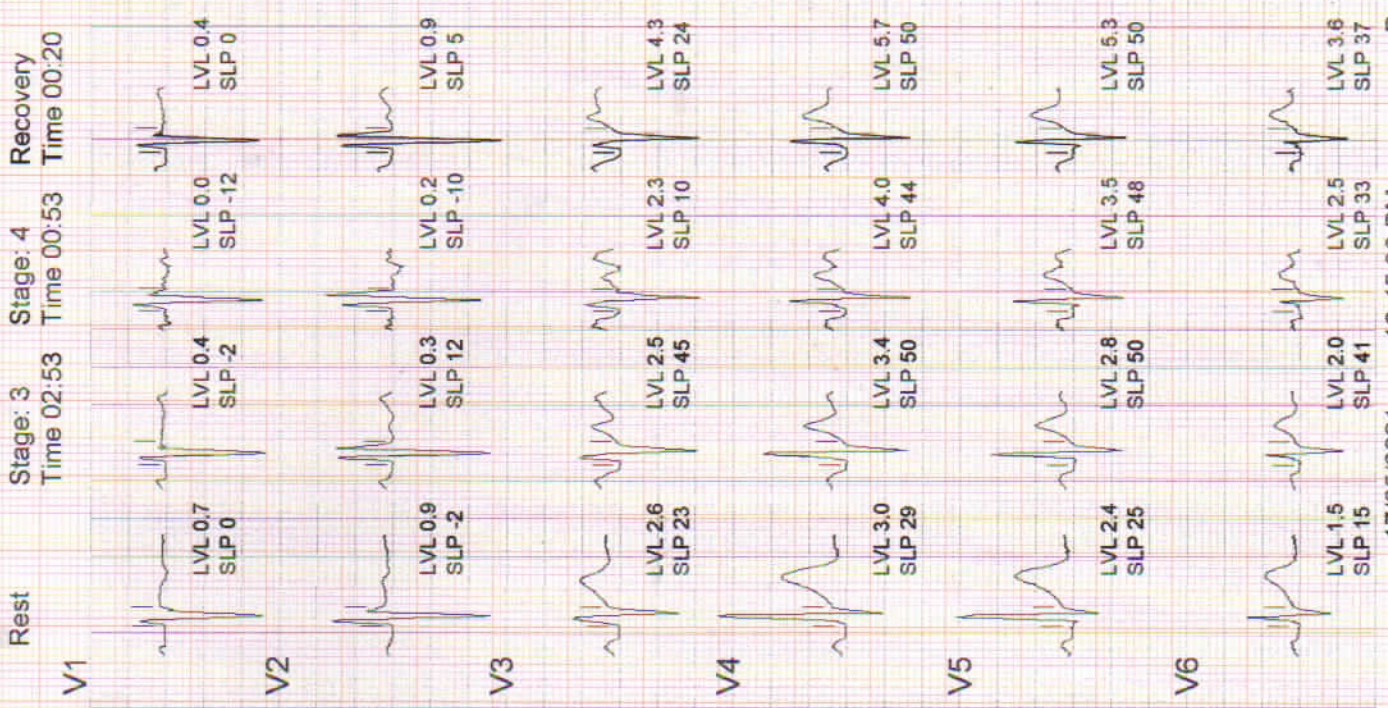 Rest Stage: 3 Stage: 4 Recovery
Time 02:53 Time 00:53 Time 00:20
V1
LVL 0.7 LVL 0.4 LVL 0.0 LVL 0.4
SLP 0 SLP -2 SLP -12 SLP 0
V2
LVL 0.9 LVL 0.3 LVL 0.2 LVL 0.9
SLP -2 SLP 12 SLP -10 SLP 5
V3
LVL 2.6 LVL 2.5 LVL 2.3 LVL 4.3
SLP 23 SLP 45 SLP 10 SLP 24
V4
LVL 3.0 LVL 3.4 LVL 4.0 LVL 5.7
SLP 29 SLP 50 SLP 44 SLP 50
V5
LVL 2.4 LVL 2.8 LVL 3.5 LVL 5.3
SLP 25 SLP 50 SLP 48 SLP 50
V6
LVL 1.5 LVL 2.0 LVL 2.5 LVL 3.6
SLP 15 SLP 41 SLP 33 SLP 37